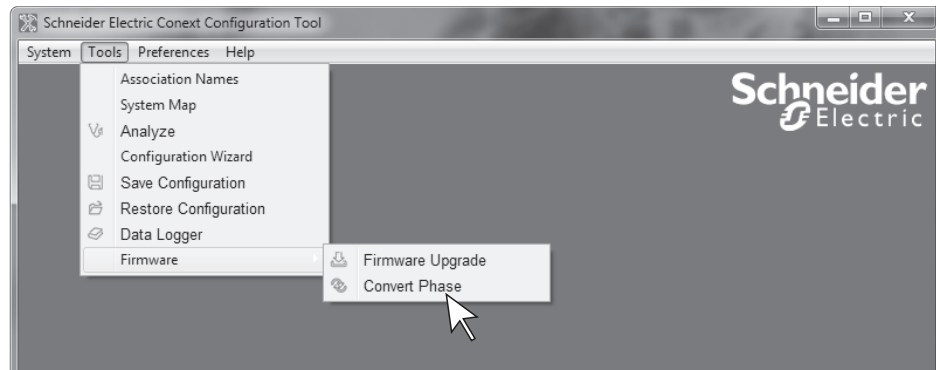 Schneider Electric Conext Configuration Tool
System Tools Preferences Help
Association Names
System Map
Analyze
Configuration Wizard
Save Configuration
Restore Configuration
Data Logger
Firmware
Firmware Upgrade
Convert Phase
Schneider
Electric